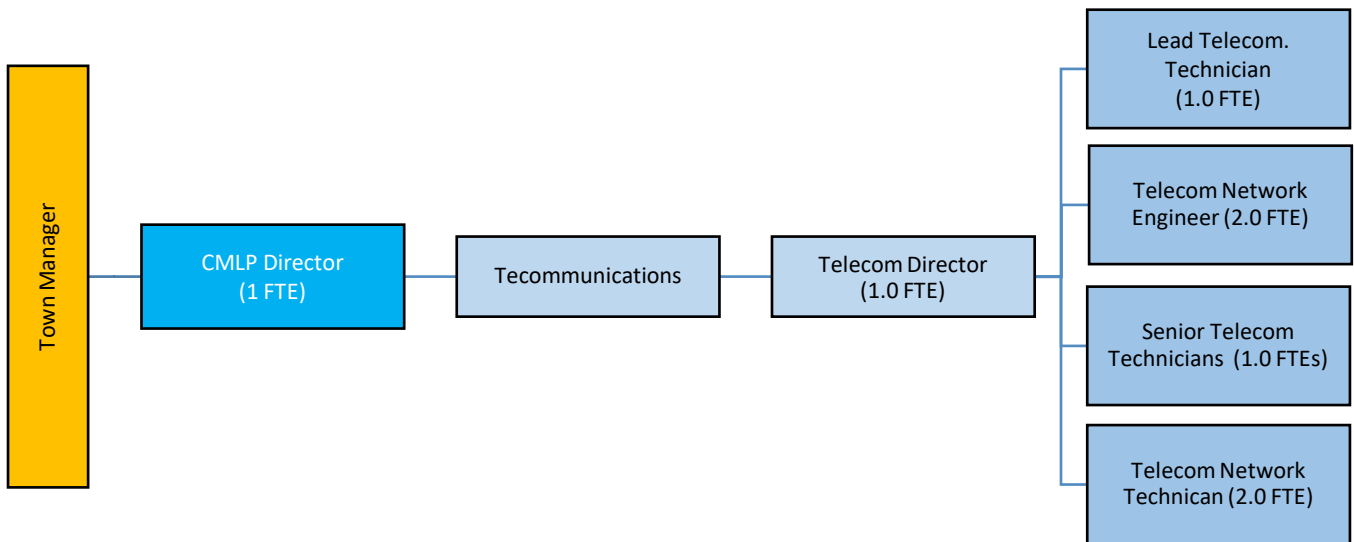 Town Manager
CMLP Director
(1 FTE)
Tecommunications
Telecom Director
(1.0 FTE)
Lead Telecom.
Technician
(1.0 FTE)
Telecom Network
Engineer (2.0 FTE)
Senior Telecom
Technicians (1.0 FTEs)
Telecom Network
Technican (2.0 FTE)